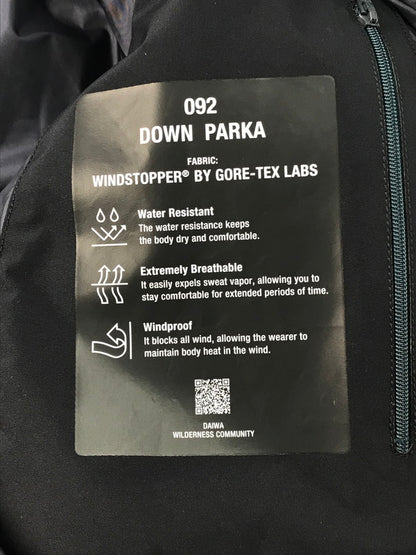 092
DOWN PARKA
FABRIC:
WINDSTOPPER® BY GORE-TEX LABS
Water Resistant
The water resistance keeps
the body dry and comfortable.
Extremely Breathable
It easily expels sweat vapor, allowing you to
stay comfortable for extended periods of time.
Windproof
It blocks all wind, allowing the wearer to
maintain body heat in the wind.
DAIWA
WILDERNESS COMMUNITY